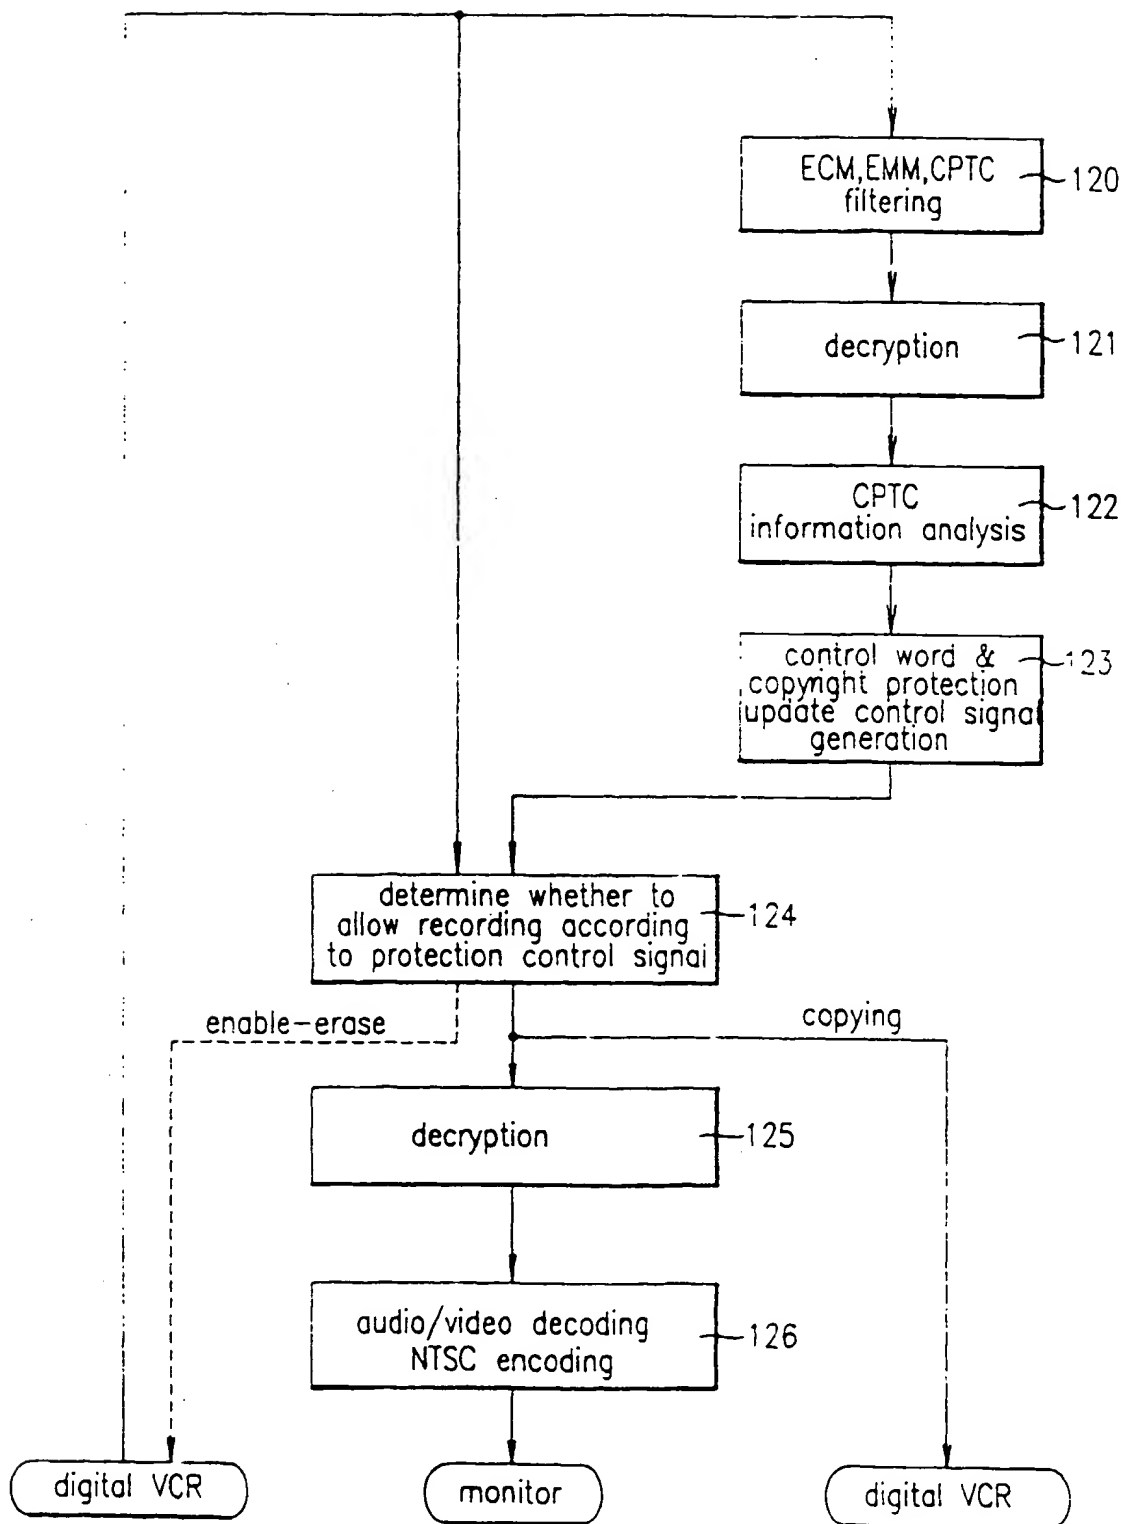 ECM,EMM,CPTC
filtering
120
decryption
121
CPTC
information analysis
122
control word &
copyright protection
update control signal
generation
123
determine whether to
allow recording according
to protection control signal
124
enable-erase
copying
decryption
125
audio/video decoding
NTSC encoding
126
digital VCR
monitor
digital VCR